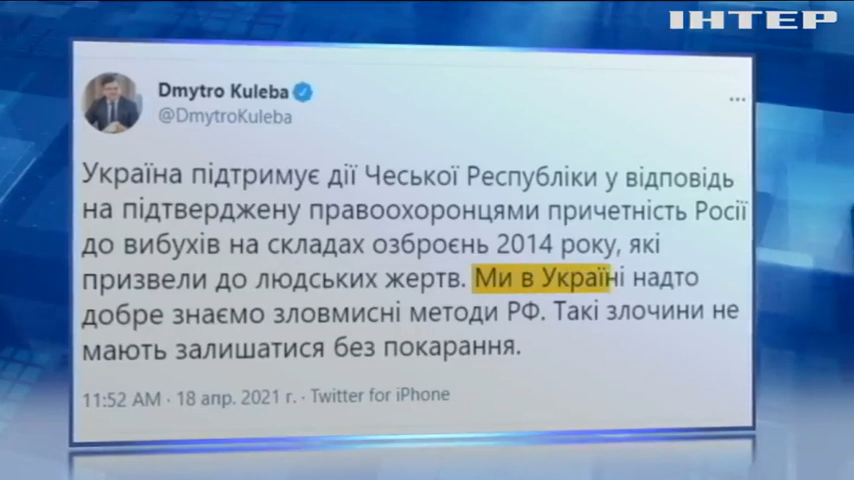 ІНТЕР
Dmytro Kuleba
@DmytroKuleba
Україна підтримує дії Чеської Республіки у відповідь
на підтверджену правоохоронцями причетність Росії
до вибухів на складах озброєнь 2014 року, які
призвели до людських жертв. Ми в Україні надто
добре знаємо зловмисні методи РФ. Такі злочини не
мають залишатися без покарання.
11:52 AM · 18 апр. 2021 г. · Twitter for iPhone